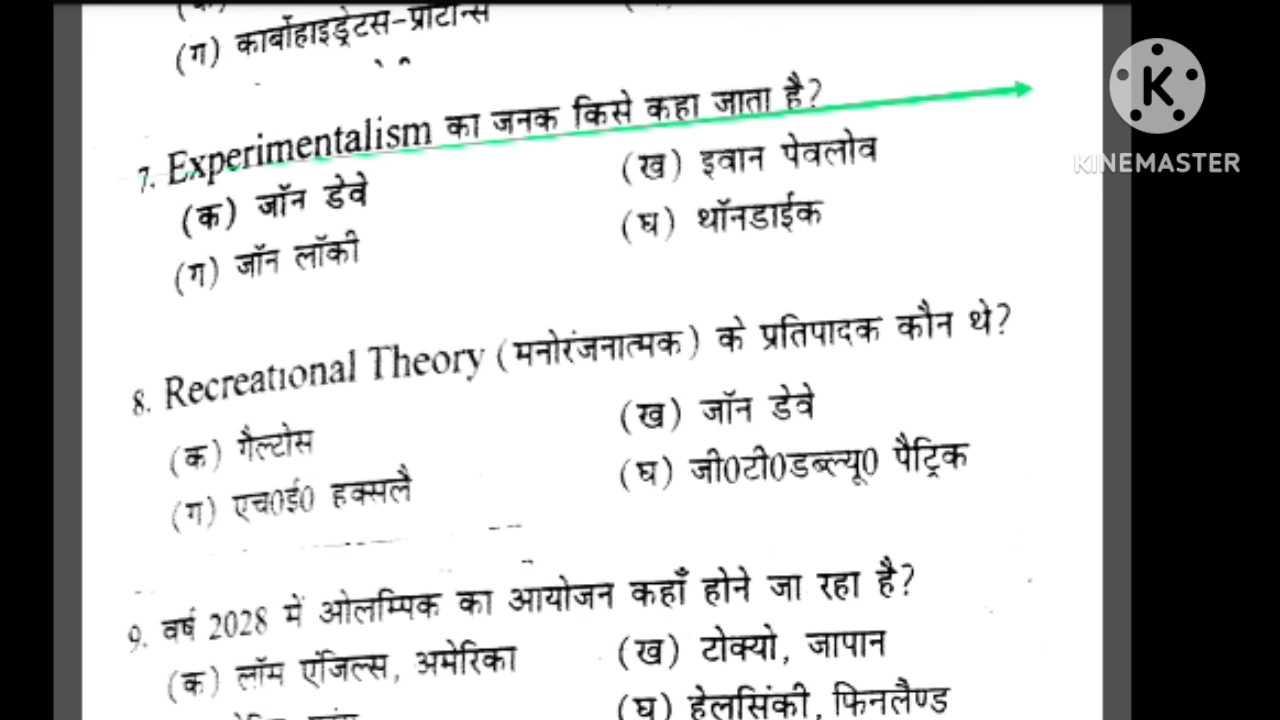 (ग) कार्बोहाइड्रेटस-प्रोटीन्स
7. Experimentalism का जनक किसे कहा जाता है?
(क) जॉन डेवे
(ख) इवान पेवलोव
(ग) जॉन लॉकी
(घ) थॉनडाईक
8. Recreational Theory (मनोरंजनात्मक) के प्रतिपादक कौन थे?
(क) गैल्टोस
(ख) जॉन डेवे
(ग) एच0ई0 हक्सलै
(घ) जी0टी0डब्ल्यू0 पैट्रिक
9. वर्ष 2028 में ओलम्पिक का आयोजन कहाँ होने जा रहा है?
(क) लॉम एंजिल्स, अमेरिका
(ख) टोक्यो, जापान
(घ) हेलसिंकी, फिनलैण्ड
K
KINEMASTER